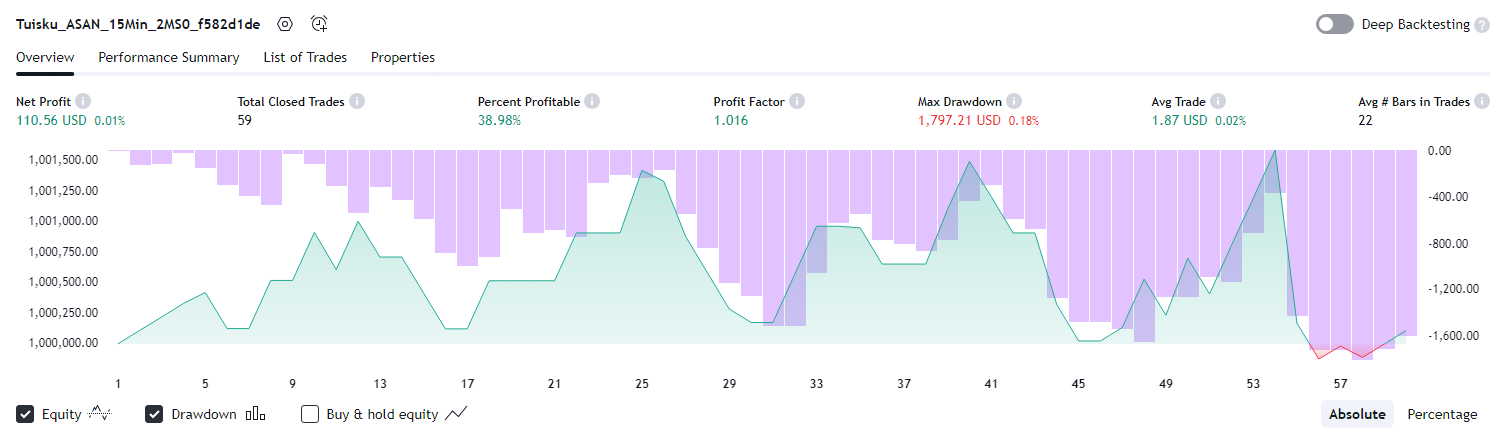 Tuisku_ASAN_15Min_2MS0_f582d1de
Deep Backtesting ?
Overview Performance Summary List of Trades Properties
Net Profit i Total Closed Trades i Percent Profitable i Profit Factor i Max Drawdown i Avg Trade i Avg # Bars in Trades i
110.56 USD 0.01% 59 38.98% 1.016 1,797.21 USD 0.18% 1.87 USD 0.02% 22
1,001,500.00
1,001,250.00
1,001,000.00
1,000,750.00
1,000,500.00
1,000,250.00
1,000,000.00
0.00
-400.00
-800.00
-1,200.00
-1,600.00
1 5 9 13 17 21 25 29 33 37 41 45 49 53 57
Equity Drawdown Buy & hold equity Absolute Percentage